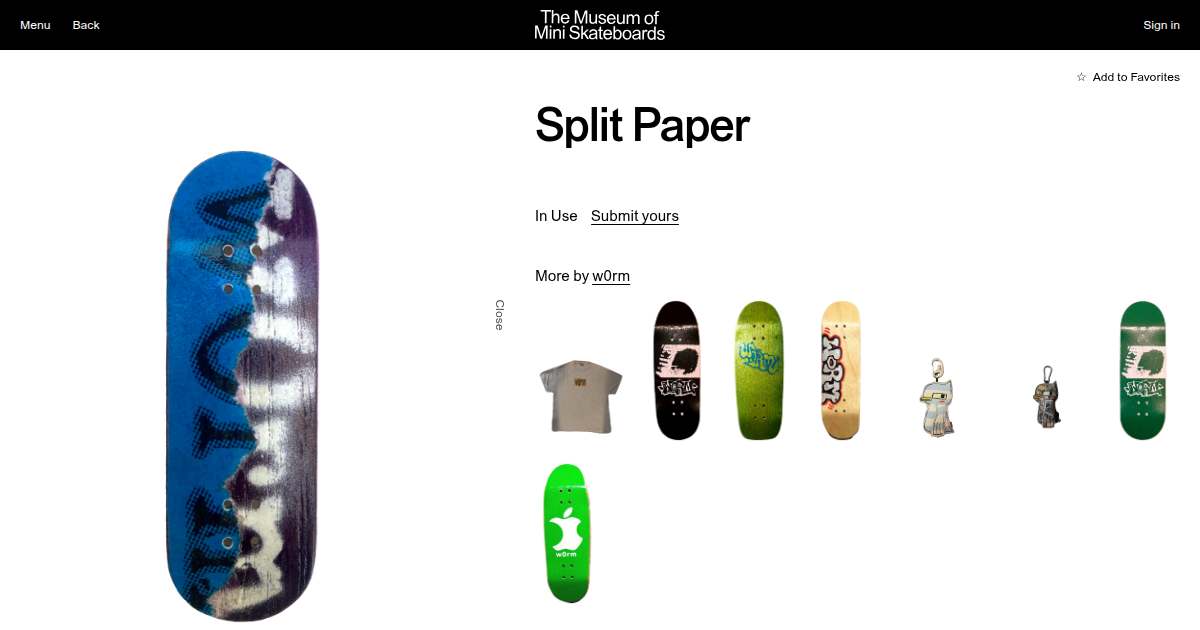 Menu Back
The Museum of
Mini Skateboards
Sign in
☆ Add to Favorites
Split Paper
In Use Submit yours
More by w0rm
Close
w0rm